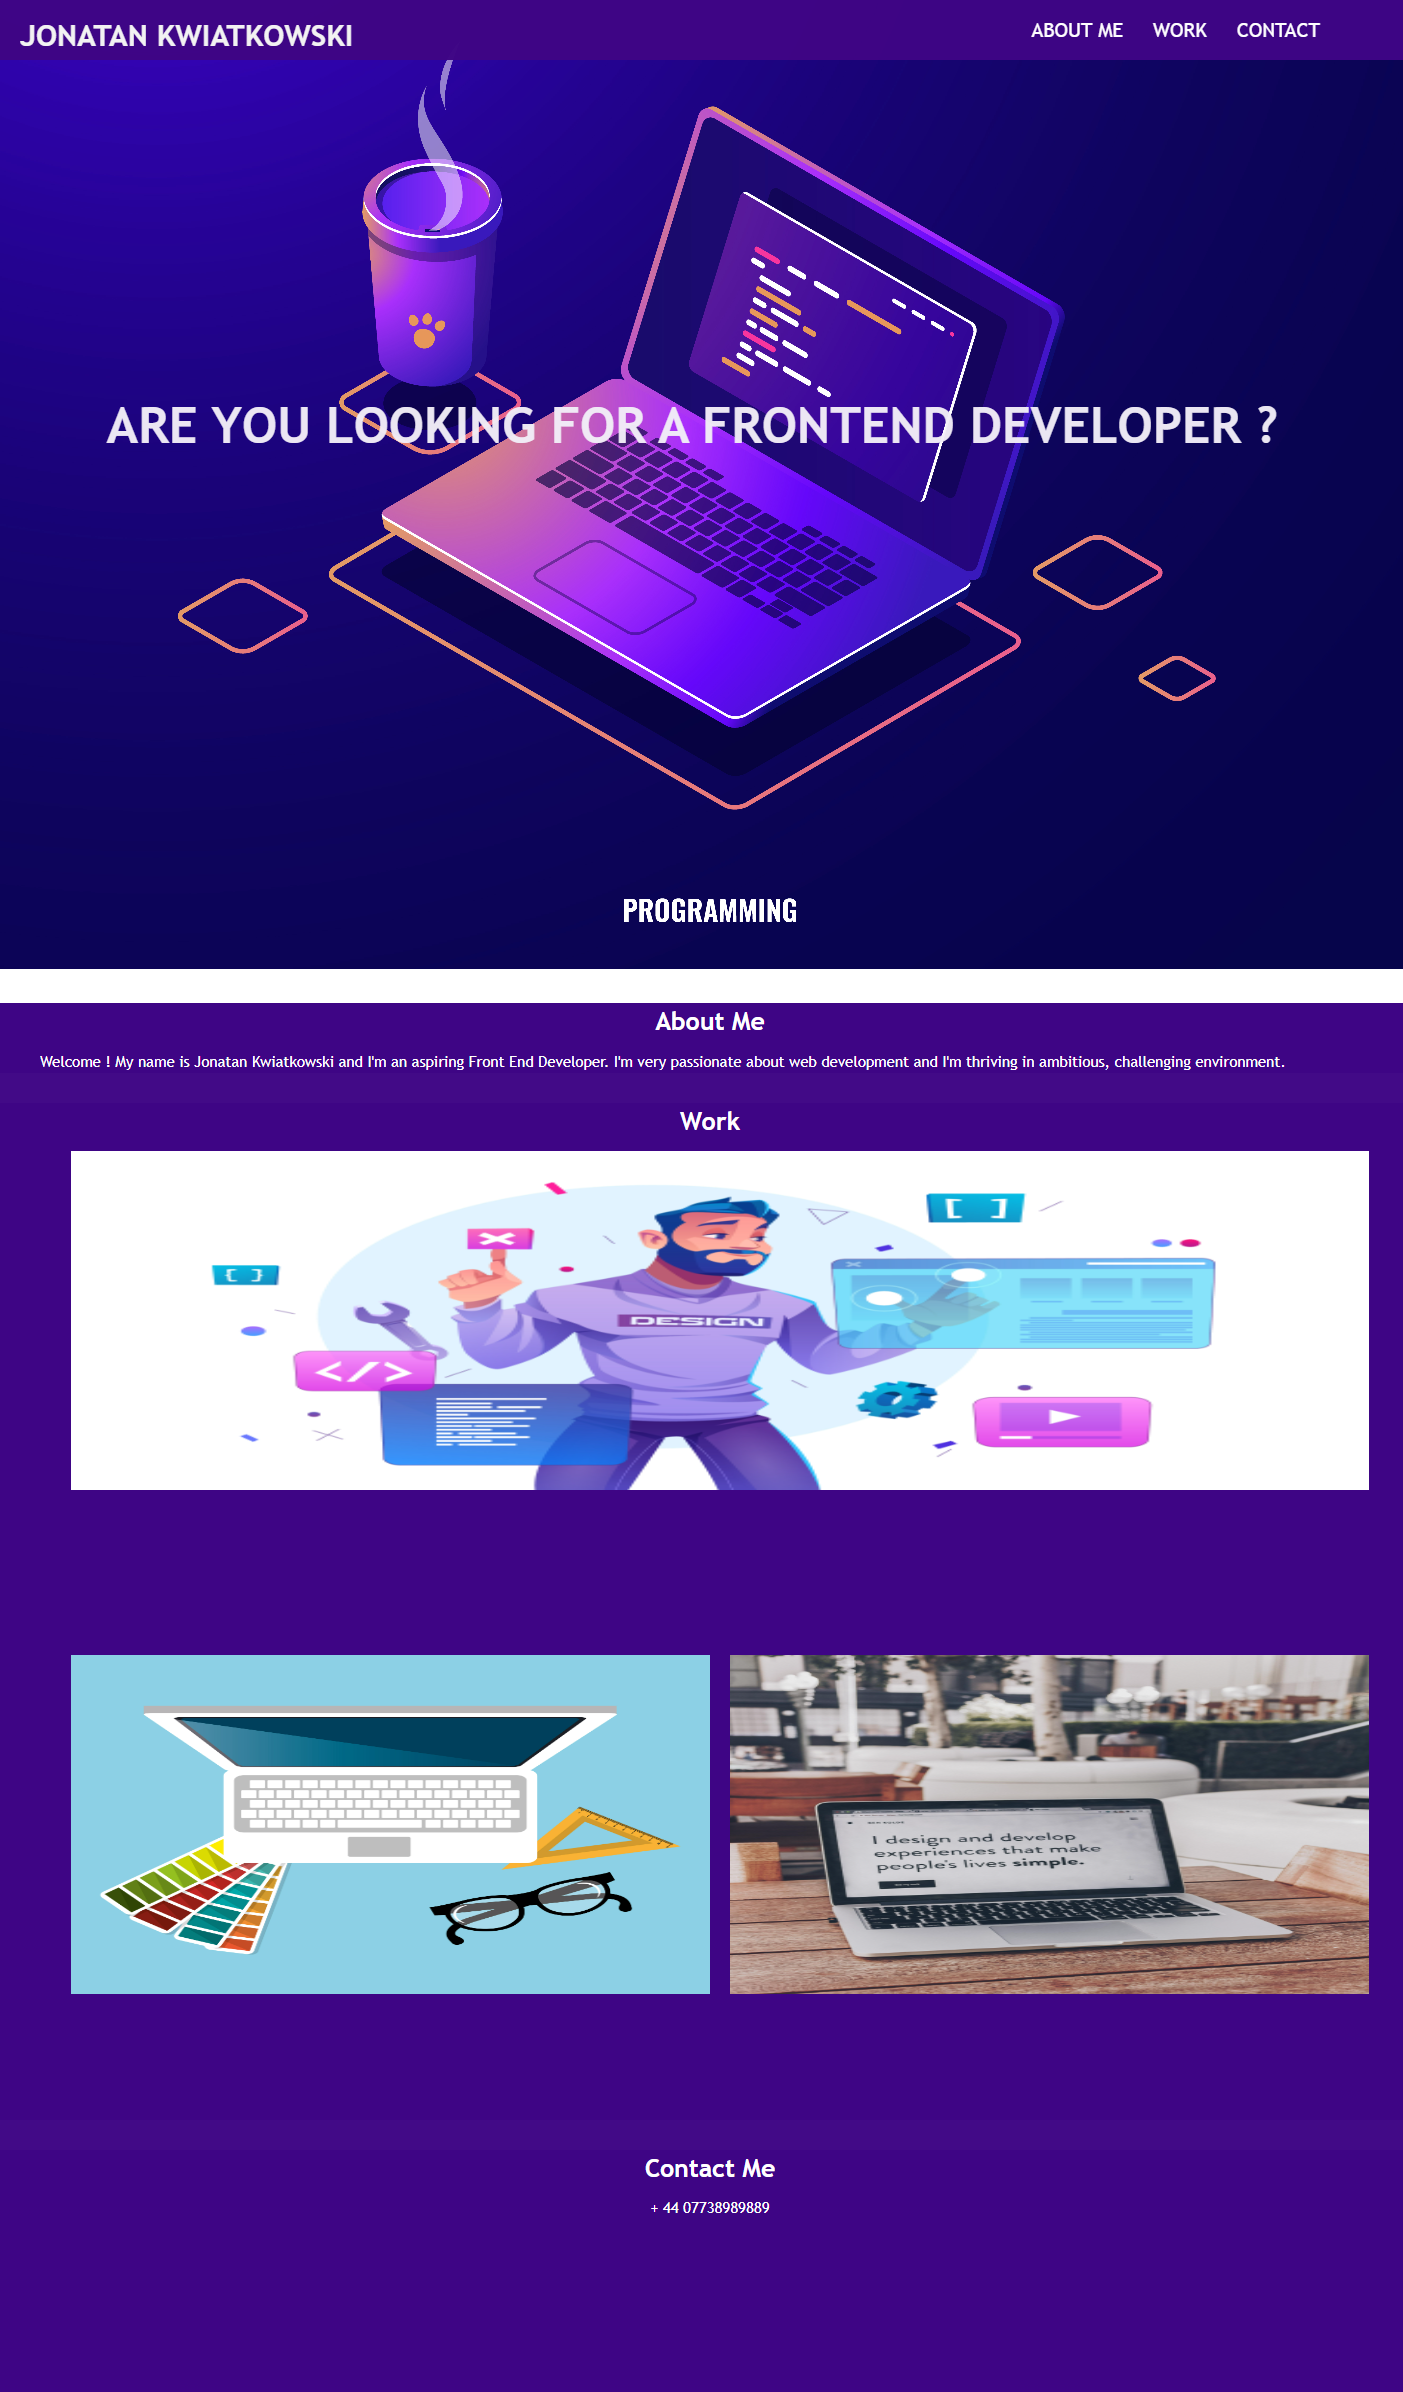 JONATAN KWIATKOWSKI
ABOUT ME WORK CONTACT
ARE YOU LOOKING FOR A FRONTEND DEVELOPER ?
PROGRAMMING
About Me
Welcome ! My name is Jonatan Kwiatkowski and I'm an aspiring Front End Developer. I'm very passionate about web development and I'm thriving in ambitious, challenging environment.
Work
[ ]
{ }
DESIGN
</>
I design and develop
experiences that make
people's lives simple.
Contact Me
+ 44 07738989889